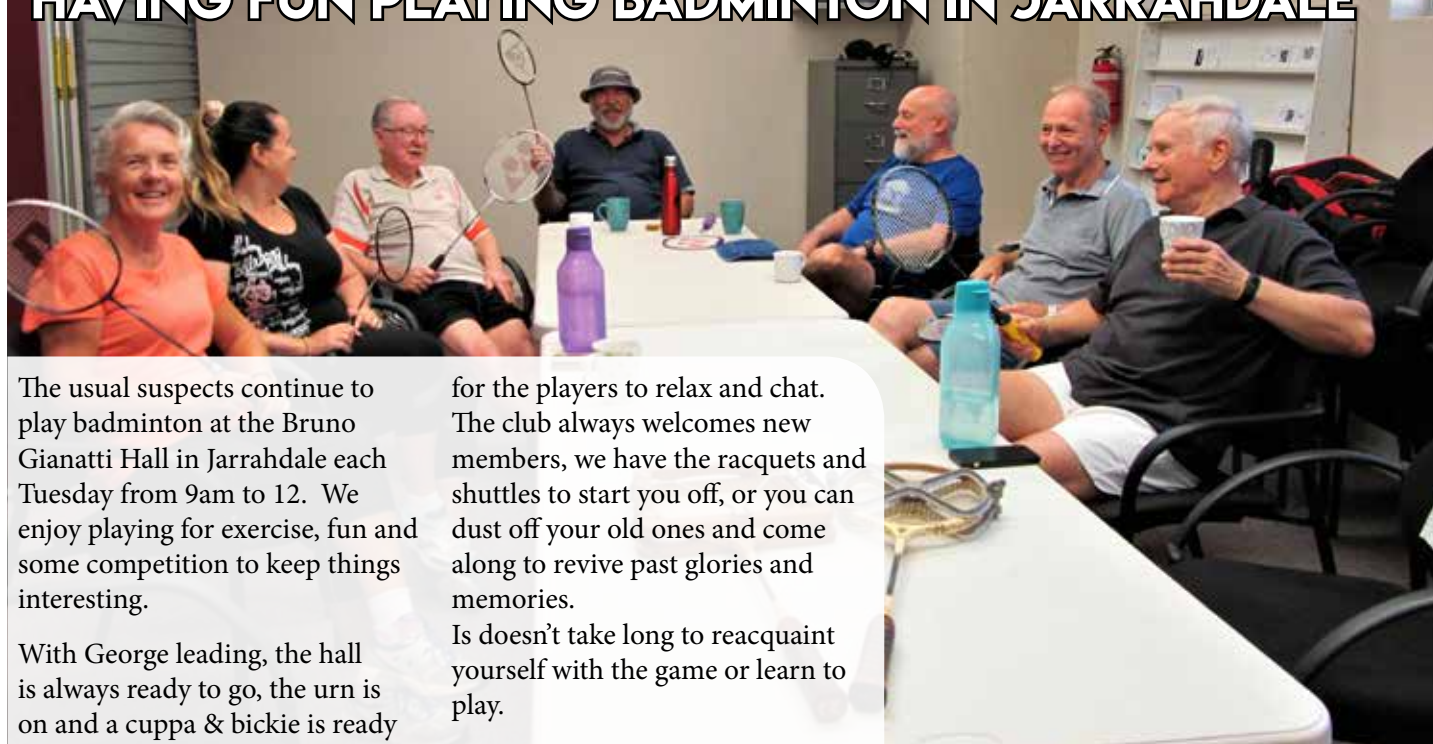 HAVING FUN PLAYING BADMINTON IN JARRAHDALE
The usual suspects continue to
play badminton at the Bruno
Gianatti Hall in Jarrahdale each
Tuesday from 9am to 12.  We
enjoy playing for exercise, fun and
some competition to keep things
interesting.
With George leading, the hall
is always ready to go, the urn is
on and a cuppa & bickie is ready
for the players to relax and chat.
The club always welcomes new
members, we have the racquets and
shuttles to start you off, or you can
dust off your old ones and come
along to revive past glories and
memories.
Is doesn’t take long to reacquaint
yourself with the game or learn to
play.